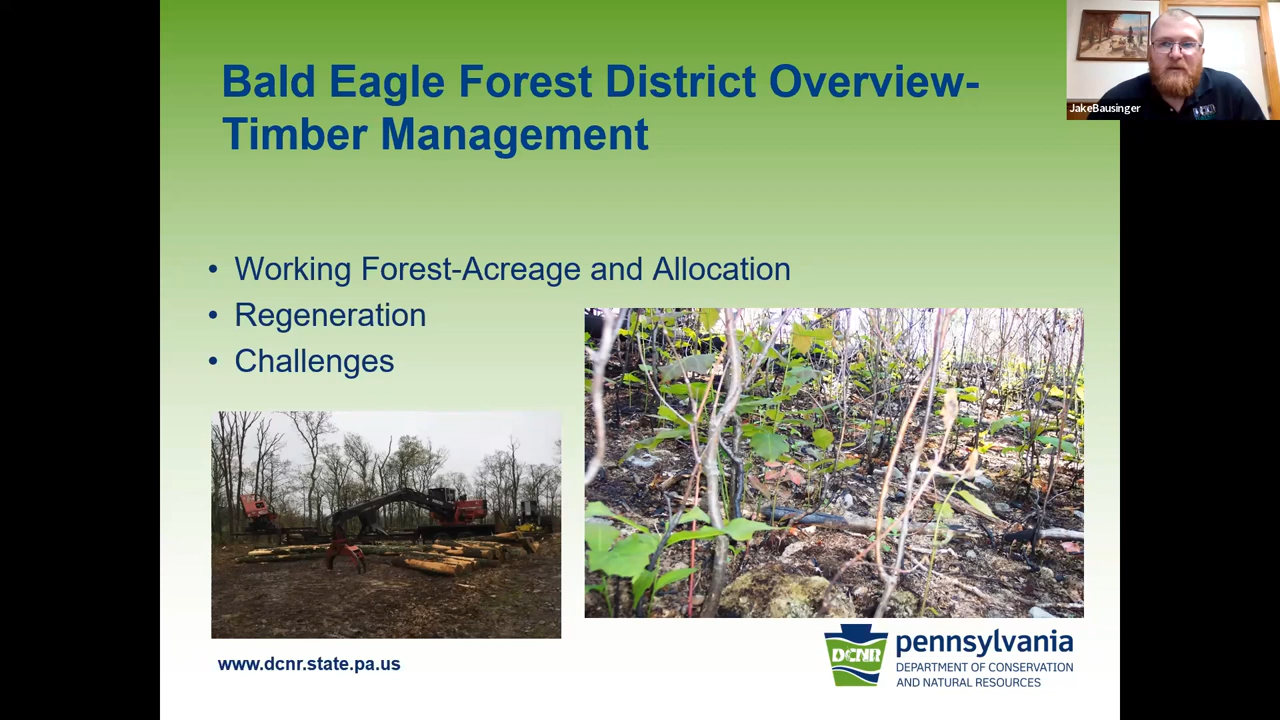 Bald Eagle Forest District Overview-
Timber Management
JakeBausinger
• Working Forest-Acreage and Allocation
• Regeneration
• Challenges
www.dcnr.state.pa.us
DCNR
pennsylvania
DEPARTMENT OF CONSERVATION
AND NATURAL RESOURCES